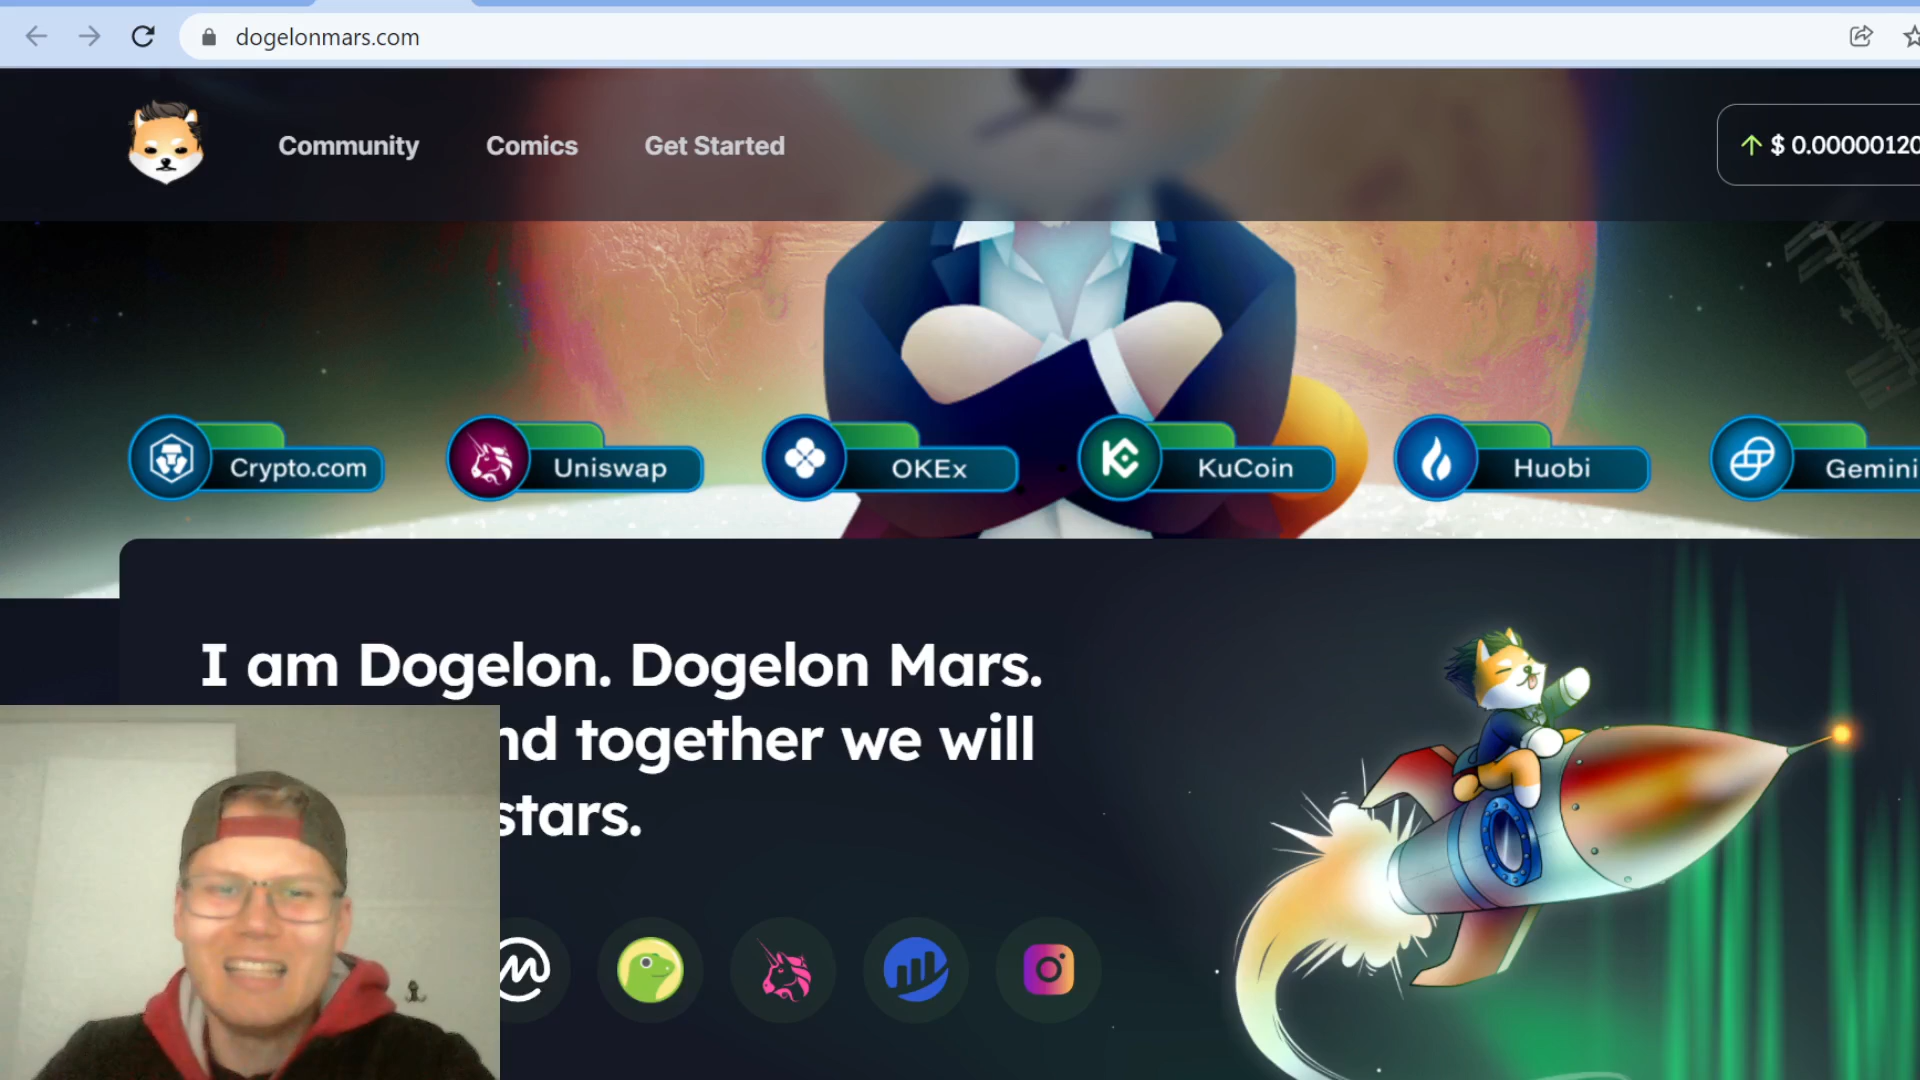 dogelonmars.com
Community
Comics
Get Started
$ 0.00000120
Crypto.com
Uniswap
OKEx
KuCoin
Huobi
Gemini
I am Dogelon. Dogelon Mars.
nd together we will
stars.